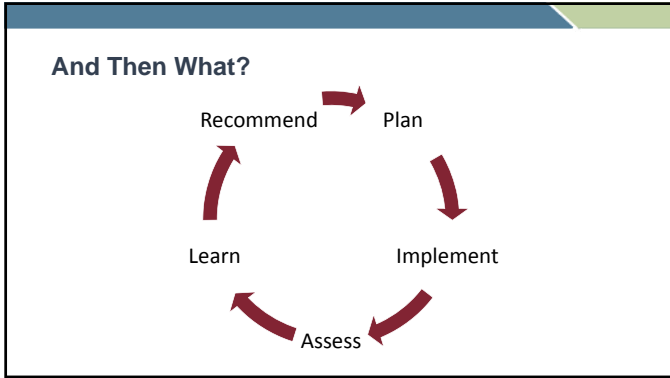 And Then What?
Recommend
Plan
Implement
Assess
Learn